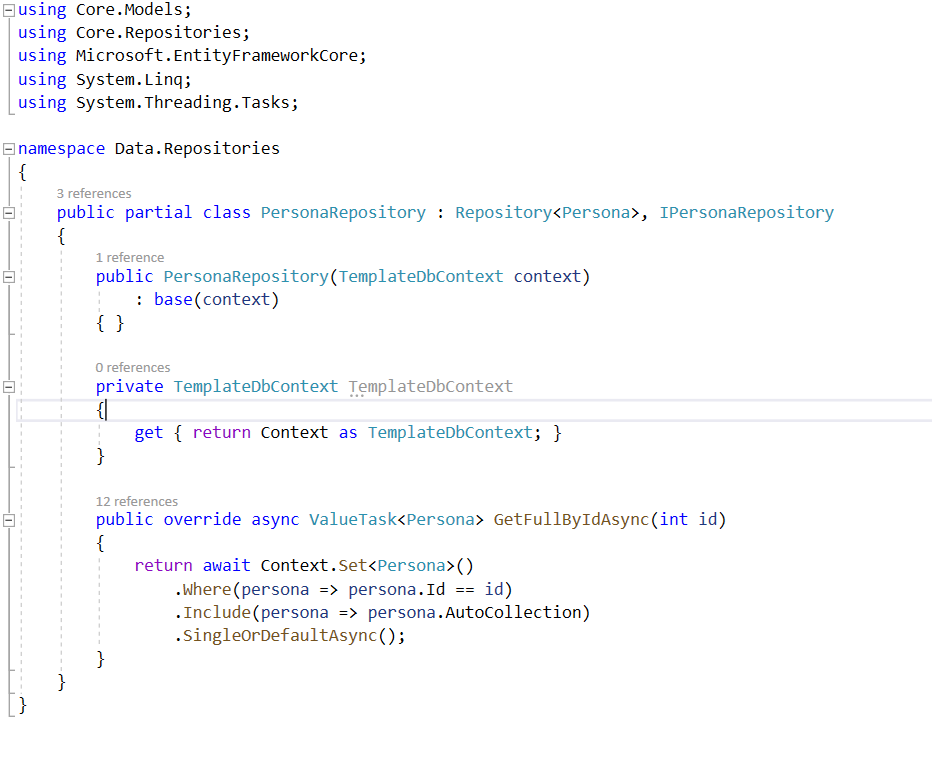 using Core.Models;
using Core.Repositories;
using Microsoft.EntityFrameworkCore;
using System.Linq;
using System.Threading.Tasks;
namespace Data.Repositories
{
3 references
public partial class PersonaRepository : Repository<Persona>, IPersonaRepository
{
1 reference
public PersonaRepository(TemplateDbContext context)
: base(context)
{ }
0 references
private TemplateDbContext TemplateDbContext
{
get { return Context as TemplateDbContext; }
}
12 references
public override async ValueTask<Persona> GetFullByIdAsync(int id)
{
return await Context.Set<Persona>()
.Where(persona => persona.Id == id)
.Include(persona => persona.AutoCollection)
.SingleOrDefaultAsync();
}
}
}